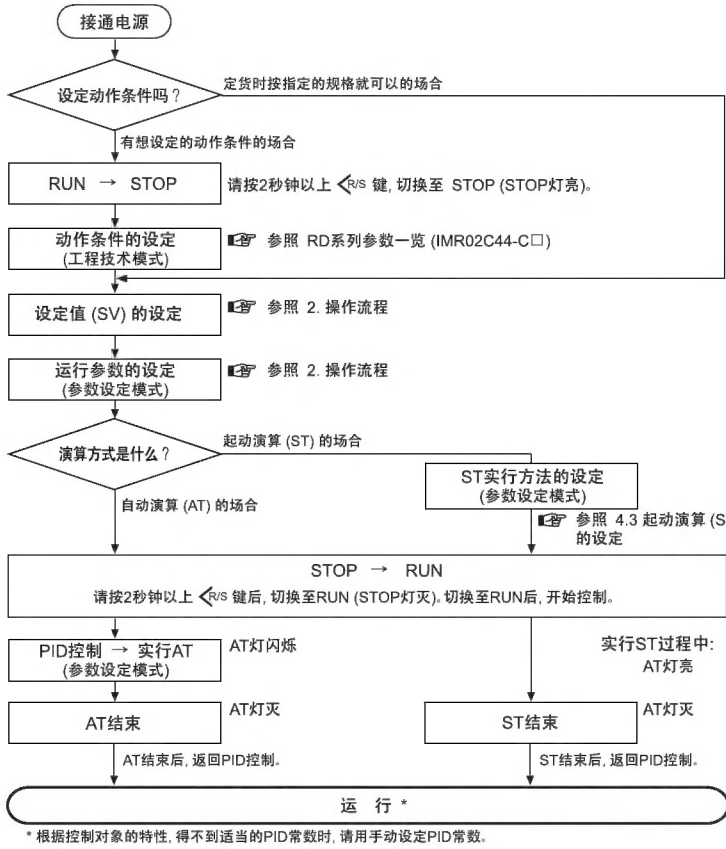 接通电源
设定动作条件吗？
定货时按指定的规格就可以的场合
有想设定的动作条件的场合
RUN → STOP
请按2秒钟以上 <R/S 键, 切换至 STOP (STOP灯亮)。
动作条件的设定
(工程技术模式)
参照 RD系列参数一览 (IMR02C44-C□)
设定值 (SV) 的设定
参照 2. 操作流程
运行参数的设定
(参数设定模式)
参照 2. 操作流程
演算方式是什么？
起动演算 (ST) 的场合
自动演算 (AT) 的场合
ST实行方法的设定
(参数设定模式)
参照 4.3 起动演算 (S
的设定
STOP → RUN
请按2秒钟以上 <R/S 键后, 切换至RUN (STOP灯灭)。切换至RUN后, 开始控制。
PID控制 → 实行AT
(参数设定模式)
AT灯闪烁
实行ST过程中:
AT灯亮
AT结束
AT灯灭
ST结束
AT灯灭
AT结束后, 返回PID控制。
ST结束后, 返回PID控制。
运 行 *
* 根据控制对象的特性, 得不到适当的PID常数时, 请用手动设定PID常数。